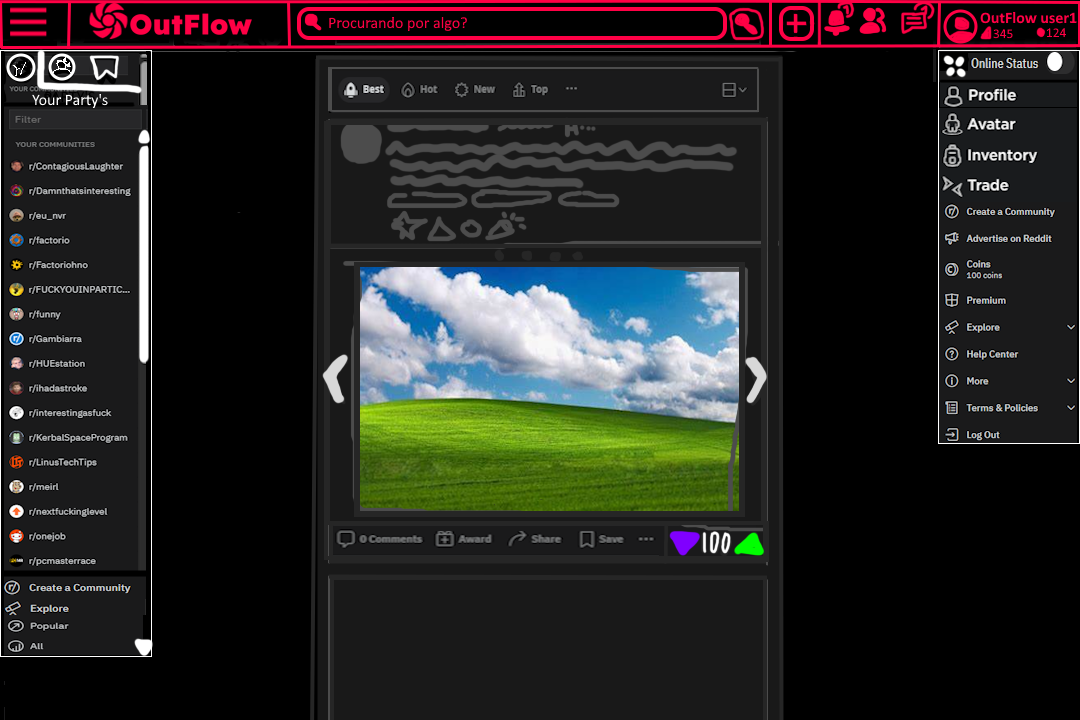 OutFlow
Procurando por algo?
OutFlow user1
345
124
Your Party's
Filter
YOUR COMMUNITIES
r/ContagiousLaughter
r/Damnthatsinteresting
r/eu_nvr
r/factorio
r/Factoriohno
r/FUCKYOUINPARTIC...
r/funny
r/Gambiarra
r/HUEstation
r/ihadastroke
r/interestingasfuck
r/KerbalSpaceProgram
r/LinusTechTips
r/meirl
r/nextfuckinglevel
r/onejob
r/pcmasterrace
Create a Community
Explore
Popular
All
Best
Hot
New
Top
...
0 Comments
Award
Share
Save
...
100
Online Status
Profile
Avatar
Inventory
Trade
Create a Community
Advertise on Reddit
Coins
100 coins
Premium
Explore
Help Center
More
Terms & Policies
Log Out